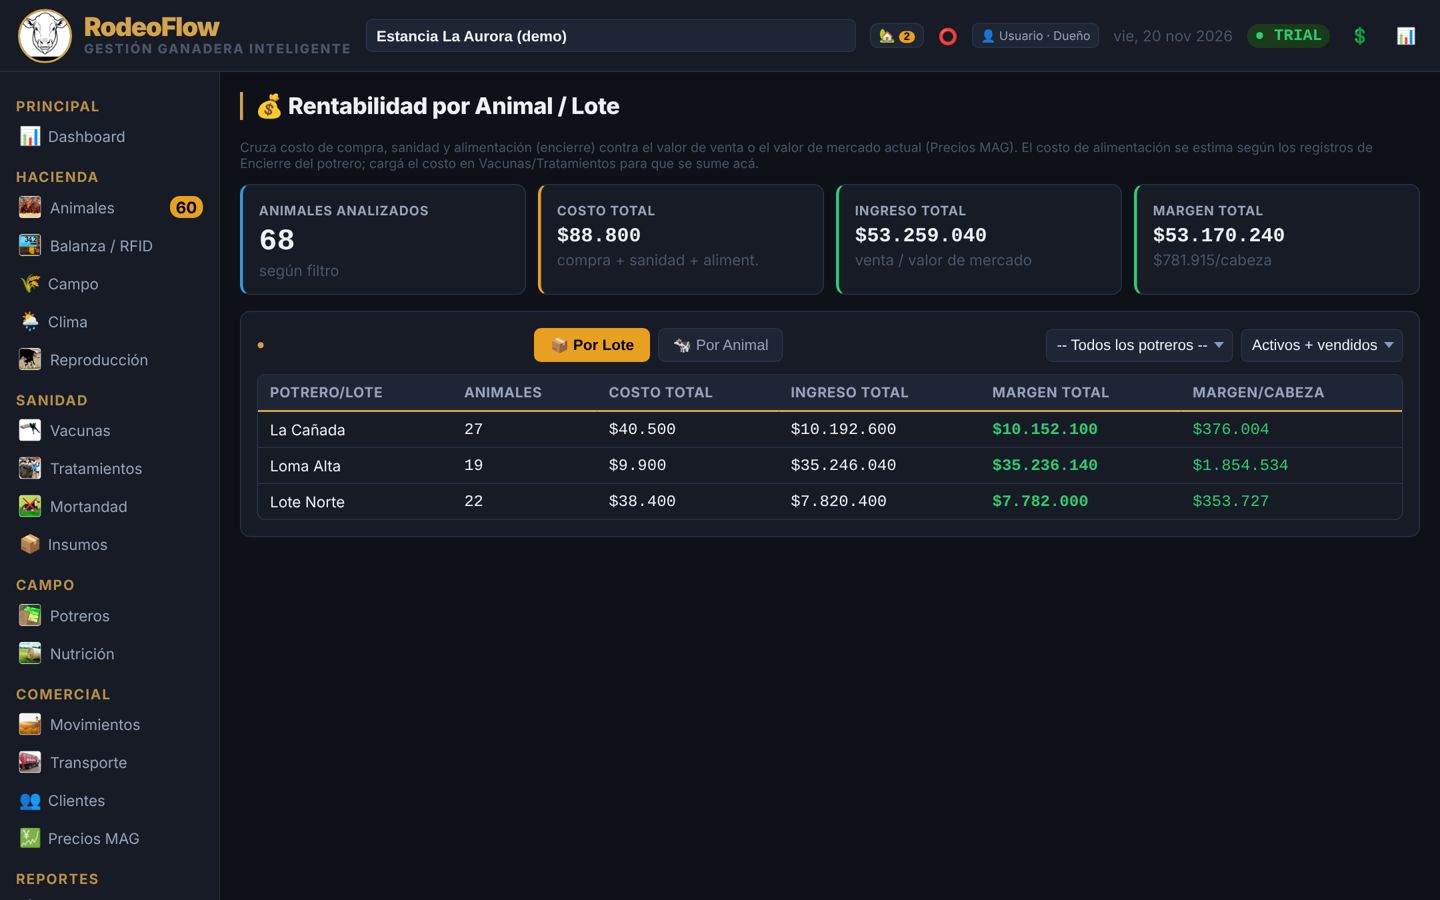 RodeoFlow
GESTIÓN GANADERA INTELIGENTE
Estancia La Aurora (demo)
2
Usuario · Dueño
vie, 20 nov 2026
TRIAL
PRINCIPAL
Dashboard
HACIENDA
Animales 60
Balanza / RFID
Campo
Clima
Reproducción
SANIDAD
Vacunas
Tratamientos
Mortandad
Insumos
CAMPO
Potreros
Nutrición
COMERCIAL
Movimientos
Transporte
Clientes
Precios MAG
REPORTES
Rentabilidad por Animal / Lote
Cruza costo de compra, sanidad y alimentación (encierre) contra el valor de venta o el valor de mercado actual (Precios MAG). El costo de alimentación se estima según los registros de
Encierre del potrero; cargá el costo en Vacunas/Tratamientos para que se sume acá.
ANIMALES ANALIZADOS
68
según filtro
COSTO TOTAL
$88.800
compra + sanidad + aliment.
INGRESO TOTAL
$53.259.040
venta / valor de mercado
MARGEN TOTAL
$53.170.240
$781.915/cabeza
Por Lote
Por Animal
-- Todos los potreros --
Activos + vendidos
POTRERO/LOTE ANIMALES COSTO TOTAL INGRESO TOTAL MARGEN TOTAL MARGEN/CABEZA
La Cañada 27 $40.500 $10.192.600 $10.152.100 $376.004
Loma Alta 19 $9.900 $35.246.040 $35.236.140 $1.854.534
Lote Norte 22 $38.400 $7.820.400 $7.782.000 $353.727